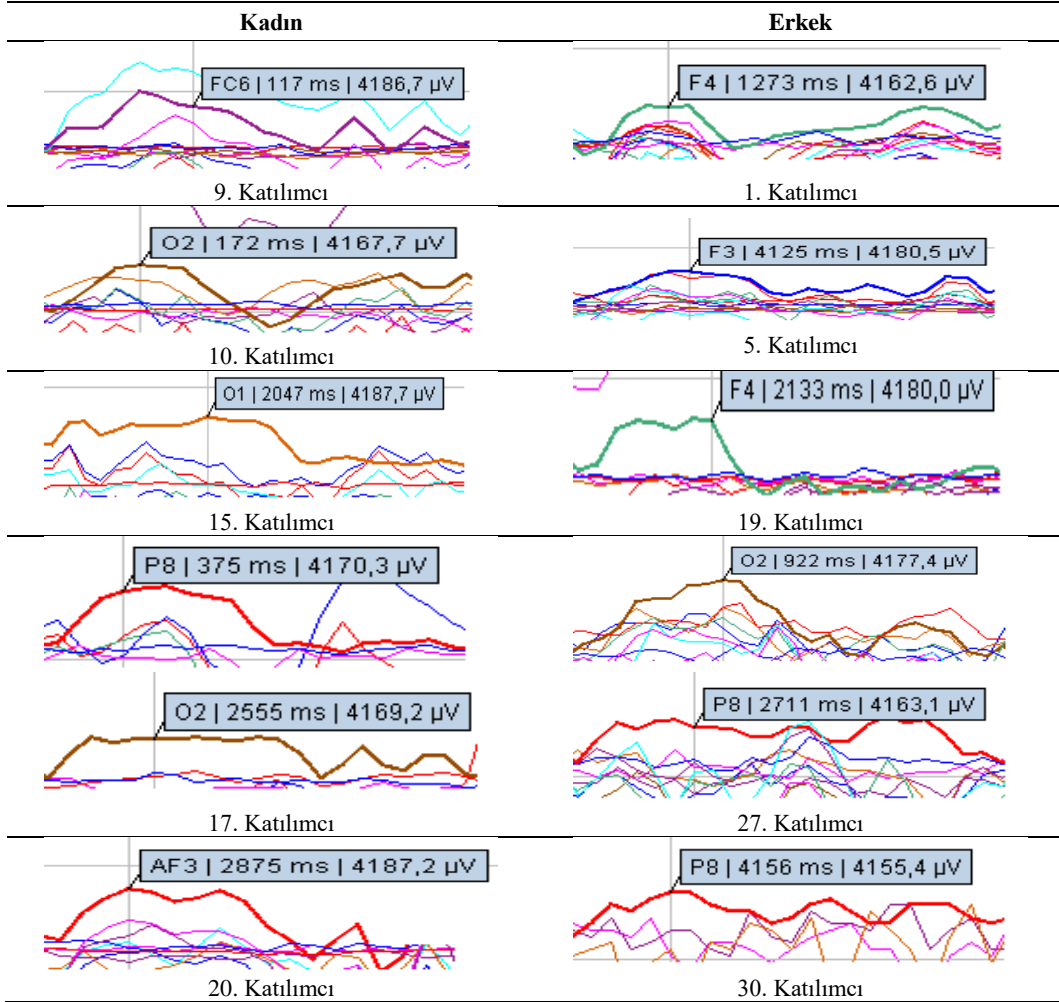 Kadın Erkek
FC6 | 117 ms | 4186,7 µV F4 | 1273 ms | 4162,6 µV
9. Katılımcı 1. Katılımcı
O2 | 172 ms | 4167,7 µV F3 | 4125 ms | 4180,5 µV
10. Katılımcı 5. Katılımcı
O1 | 2047 ms | 4187,7 µV F4 | 2133 ms | 4180,0 µV
15. Katılımcı 19. Katılımcı
P8 | 375 ms | 4170,3 µV O2 | 922 ms | 4177,4 µV
O2 | 2555 ms | 4169,2 µV P8 | 2711 ms | 4163,1 µV
17. Katılımcı 27. Katılımcı
AF3 | 2875 ms | 4187,2 µV P8 | 4156 ms | 4155,4 µV
20. Katılımcı 30. Katılımcı